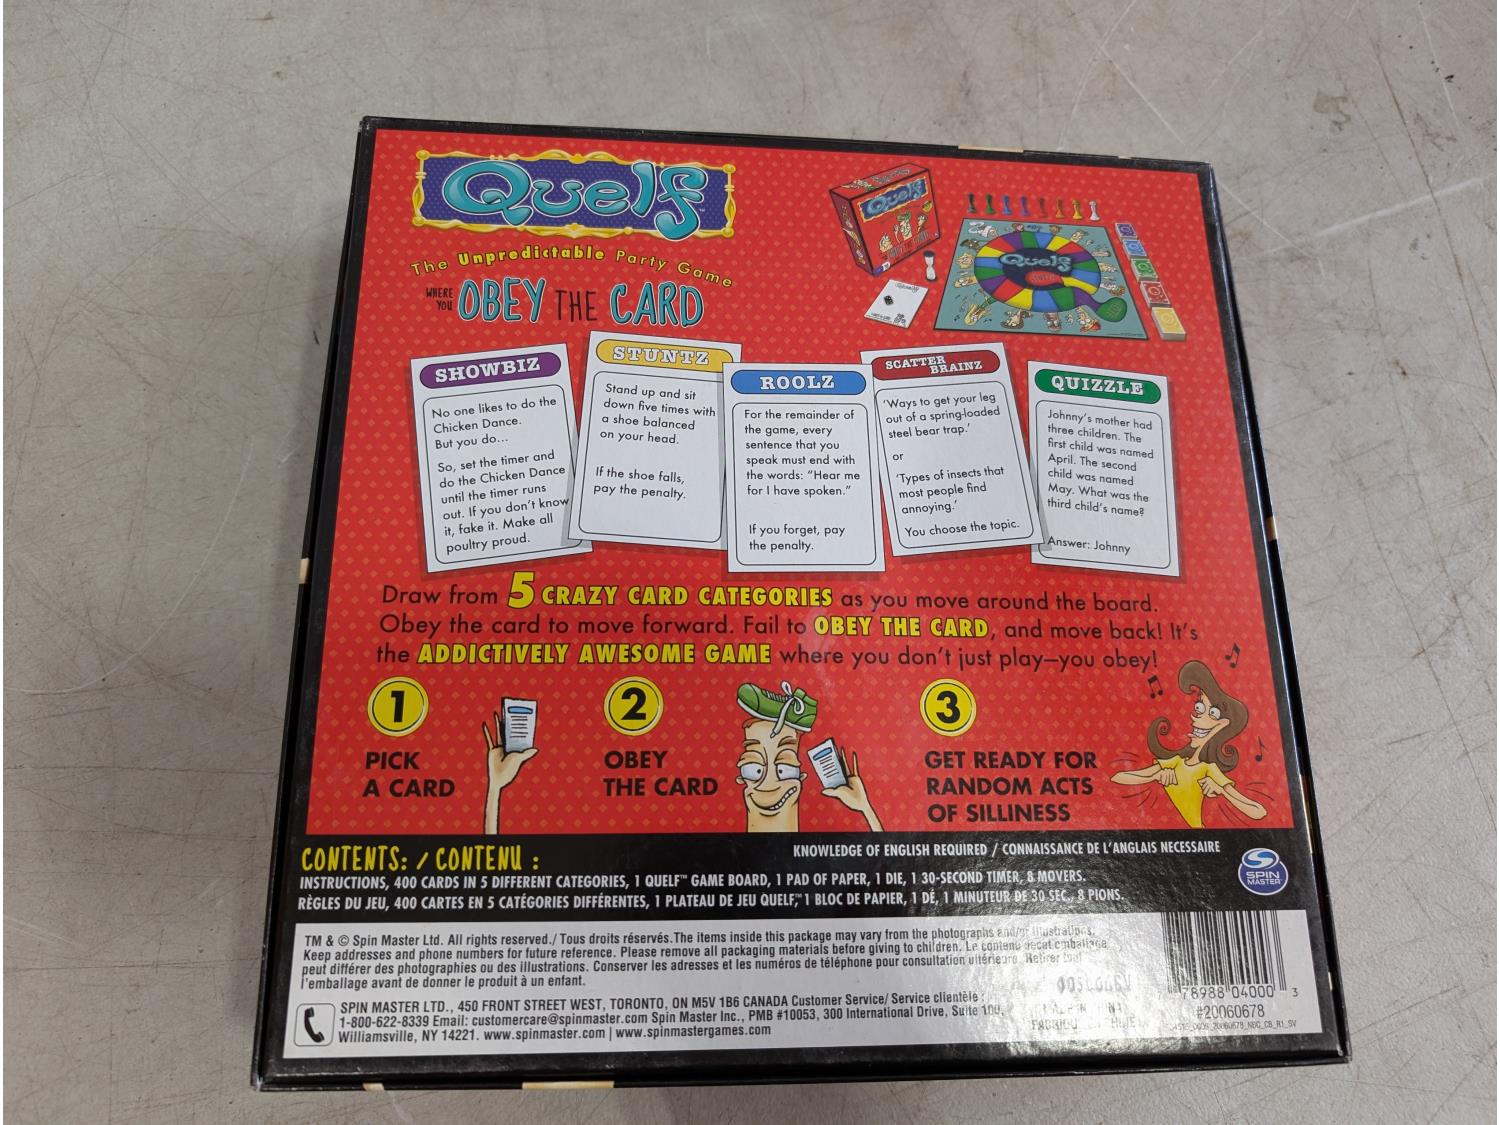 Quelf
The Unpredictable Party Game
WHERE YOU OBEY THE CARD
SHOWBIZ
No one likes to do the
Chicken Dance.
But you do...
So, set the timer and
do the Chicken Dance
until the timer runs
out. If you don't know
it, fake it. Make all
poultry proud.
STUNTZ
Stand up and sit
down five times with
a shoe balanced
on your head.
If the shoe falls,
pay the penalty.
ROOLZ
For the remainder of
the game, every
sentence that you
speak must end with
the words: “Hear me
for I have spoken.”
If you forget, pay
the penalty.
SCATTER
BRAINZ
'Ways to get your leg
out of a spring-loaded
steel bear trap.'
or
'Types of insects that
most people find
annoying.'
You choose the topic.
QUIZZLE
Johnny's mother had
three children. The
first child was named
April. The second
child was named
May. What was the
third child's name?
Answer: Johnny
Quelf
Quelf
Draw from 5 CRAZY CARD CATEGORIES as you move around the board.
Obey the card to move forward. Fail to OBEY THE CARD, and move back! It's
the ADDICTIVELY AWESOME GAME where you don't just play—you obey!
1
PICK
A CARD
2
OBEY
THE CARD
3
GET READY FOR
RANDOM ACTS
OF SILLINESS
CONTENTS: / CONTENU :
KNOWLEDGE OF ENGLISH REQUIRED / CONNAISSANCE DE L'ANGLAIS NECESSAIRE
INSTRUCTIONS, 400 CARDS IN 5 DIFFERENT CATEGORIES, 1 QUELF™ GAME BOARD, 1 PAD OF PAPER, 1 DIE, 1 30-SECOND TIMER, 8 MOVERS.
RÈGLES DU JEU, 400 CARTES EN 5 CATÉGORIES DIFFÉRENTES, 1 PLATEAU DE JEU QUELF,™ 1 BLOC DE PAPIER, 1 DÉ, 1 MINUTEUR DE 30 SEC., 8 PIONS.
SPIN MASTER
TM & © Spin Master Ltd. All rights reserved./ Tous droits réservés.The items inside this package may vary from the photographs and/or illustrations.
Keep addresses and phone numbers for future reference. Please remove all packaging materials before giving to children. Le contenu de cet emballage
peut différer des photographies ou des illustrations. Conserver les adresses et les numéros de téléphone pour consultation ultérieure. Retirer tout
l'emballage avant de donner le produit à un enfant.
SPIN MASTER LTD., 450 FRONT STREET WEST, TORONTO, ON M5V 1B6 CANADA Customer Service/ Service clientèle :
1-800-622-8339 Email: customercare@spinmaster.com Spin Master Inc., PMB #10053, 300 International Drive, Suite 100,
Williamsville, NY 14221. www.spinmaster.com | www.spinmastergames.com
78988 04000 3
#20060678